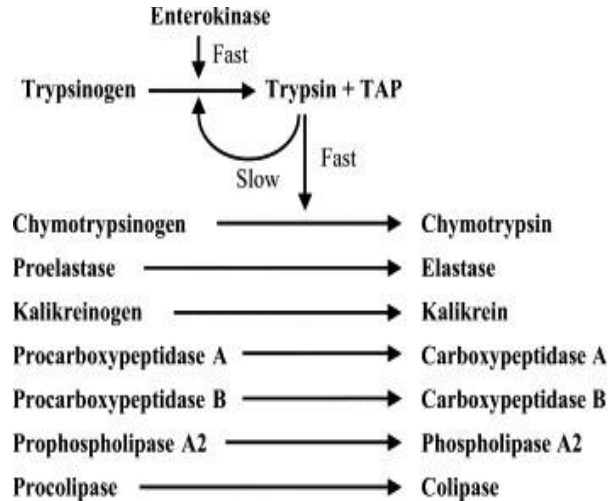 Enterokinase
Fast
Trypsinogen Trypsin + TAP
Fast
Slow
Chymotrypsinogen Chymotrypsin
Proelastase Elastase
Kalikreinogen Kalikrein
Procarboxypeptidase A Carboxypeptidase A
Procarboxypeptidase B Carboxypeptidase B
Prophospholipase A2 Phospholipase A2
Procolipase Colipase